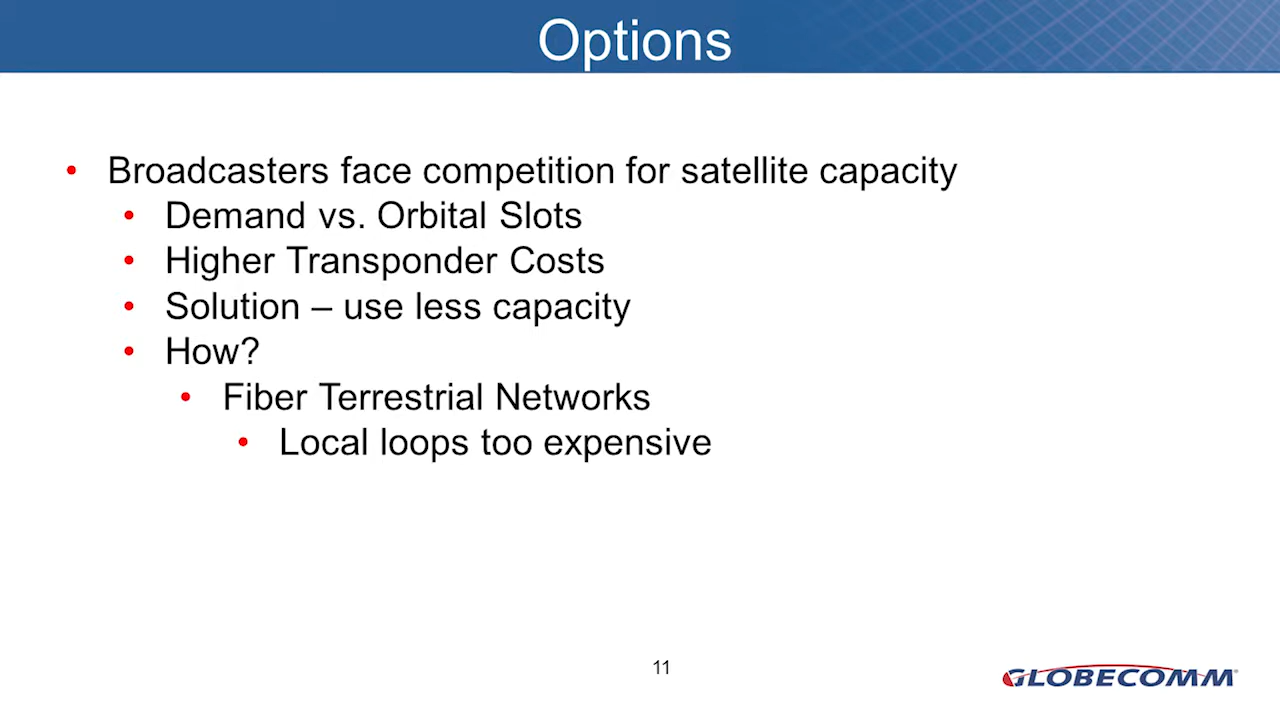 Options
• Broadcasters face competition for satellite capacity
• Demand vs. Orbital Slots
• Higher Transponder Costs
• Solution – use less capacity
• How?
• Fiber Terrestrial Networks
• Local loops too expensive
11
GLOBECOMM